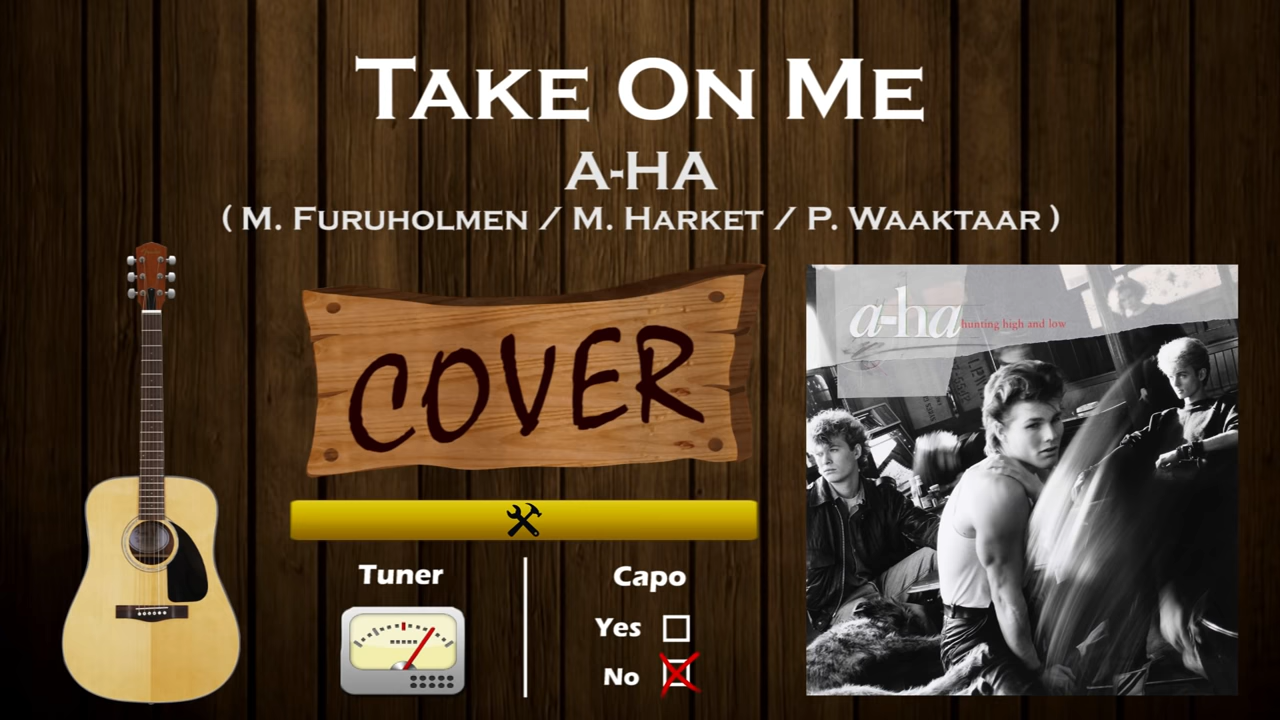 TAKE ON ME
A-HA
( M. FURUHOLMEN / M. HARKET / P. WAAKTAAR )
a-ha hunting high and low
COVER
Tuner
Capo
Yes
No